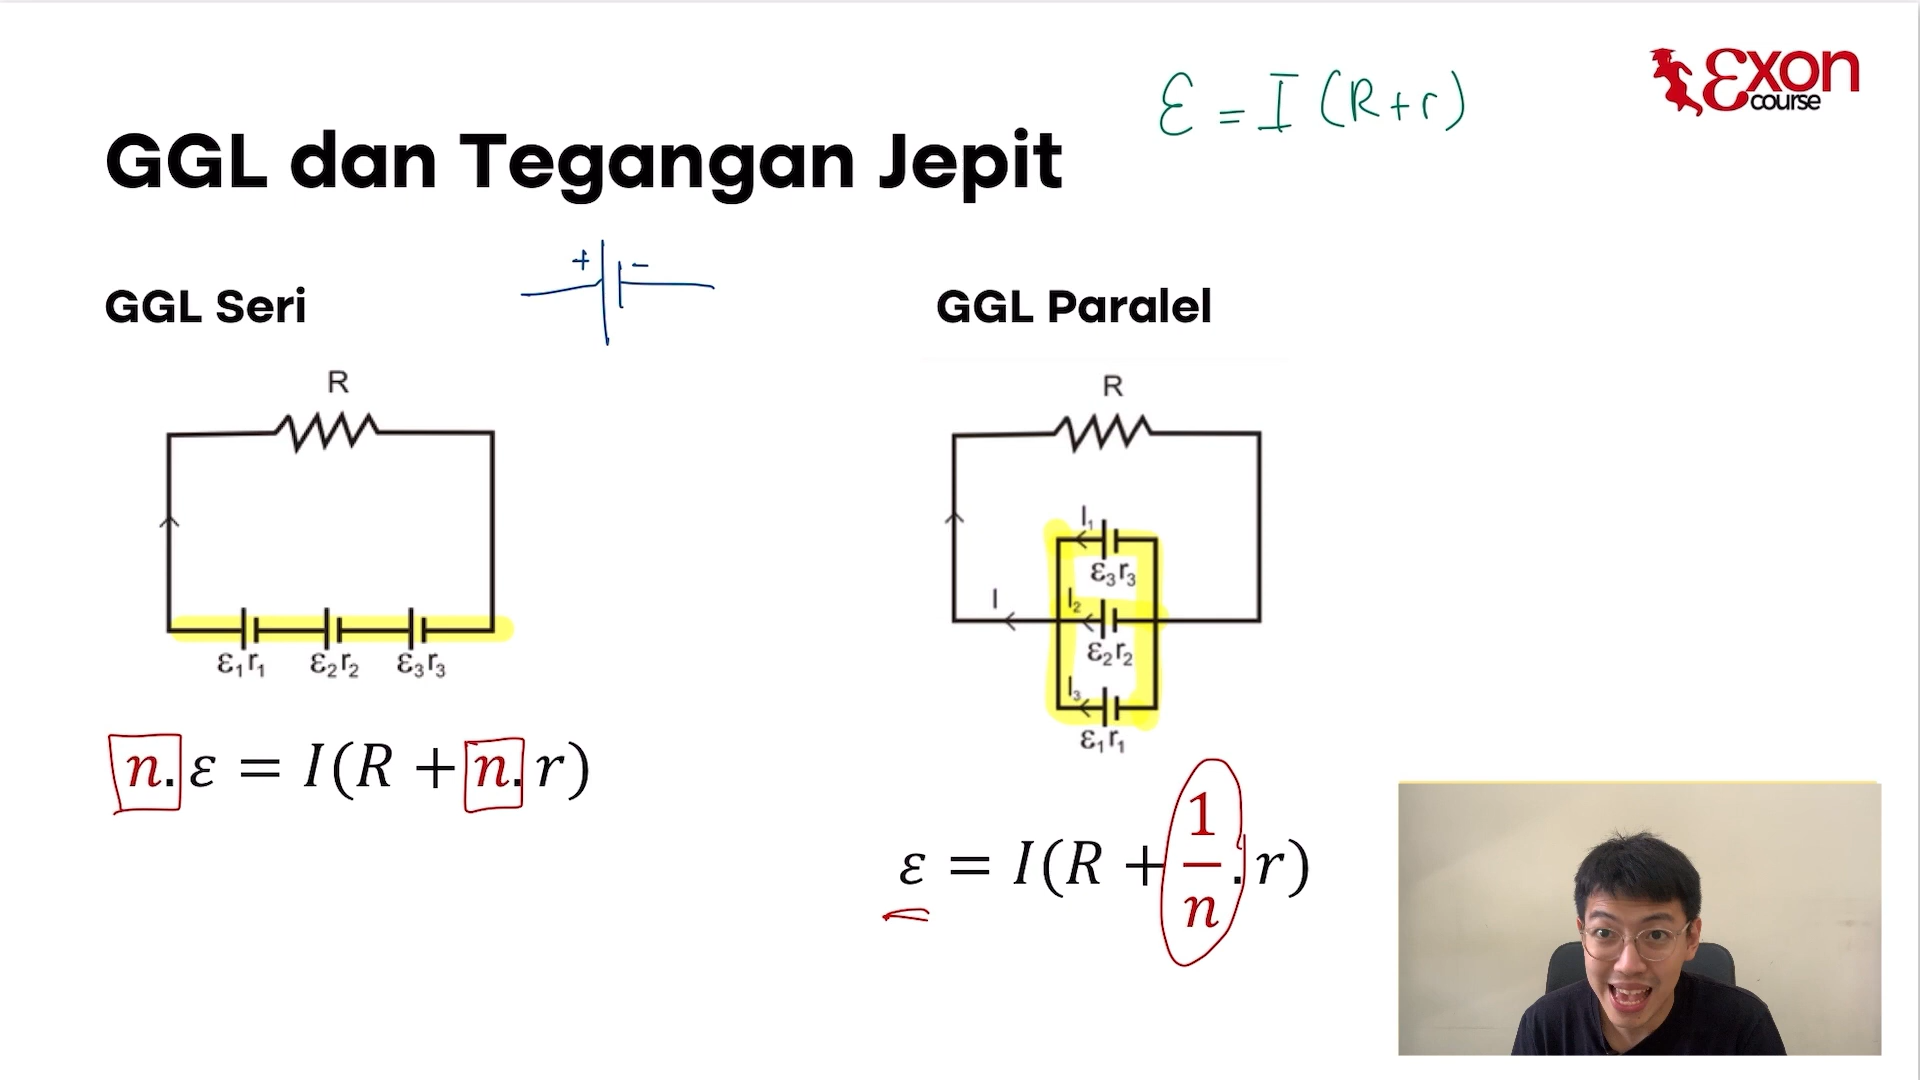 ε = I (R+r)
Exon
course
GGL dan Tegangan Jepit
+ -
GGL Seri
GGL Paralel
R
ε₁r₁ ε₂r₂ ε₃r₃
n.ε = I(R + n.r)
R
I₁
ε₃r₃
I
I₂
ε₂r₂
I₃
ε₁r₁
ε = I(R + 1/n . r)